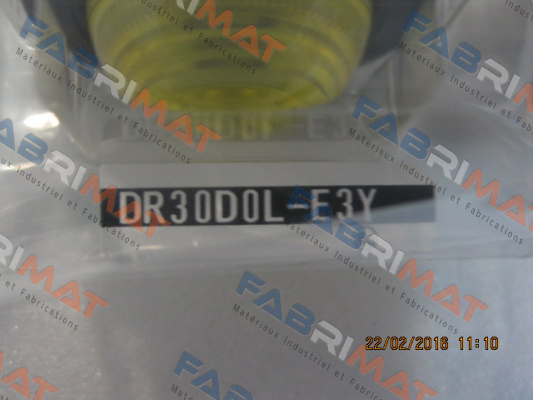 FABRIMAT
Materiaux Industriel et Fabrications
DR30D0L-E3Y
22/02/2016 11:10